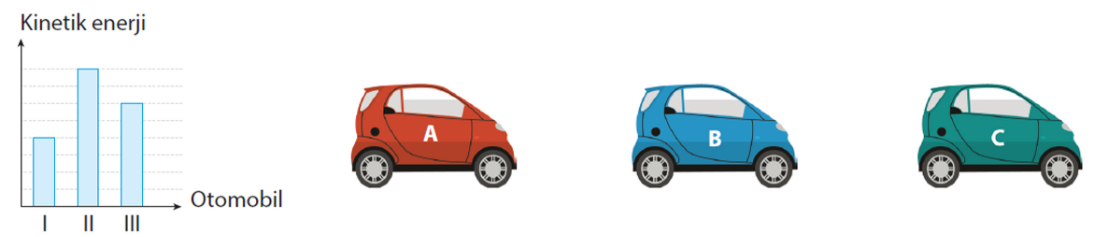 Kinetik enerji
A
B
C
Otomobil
I II III